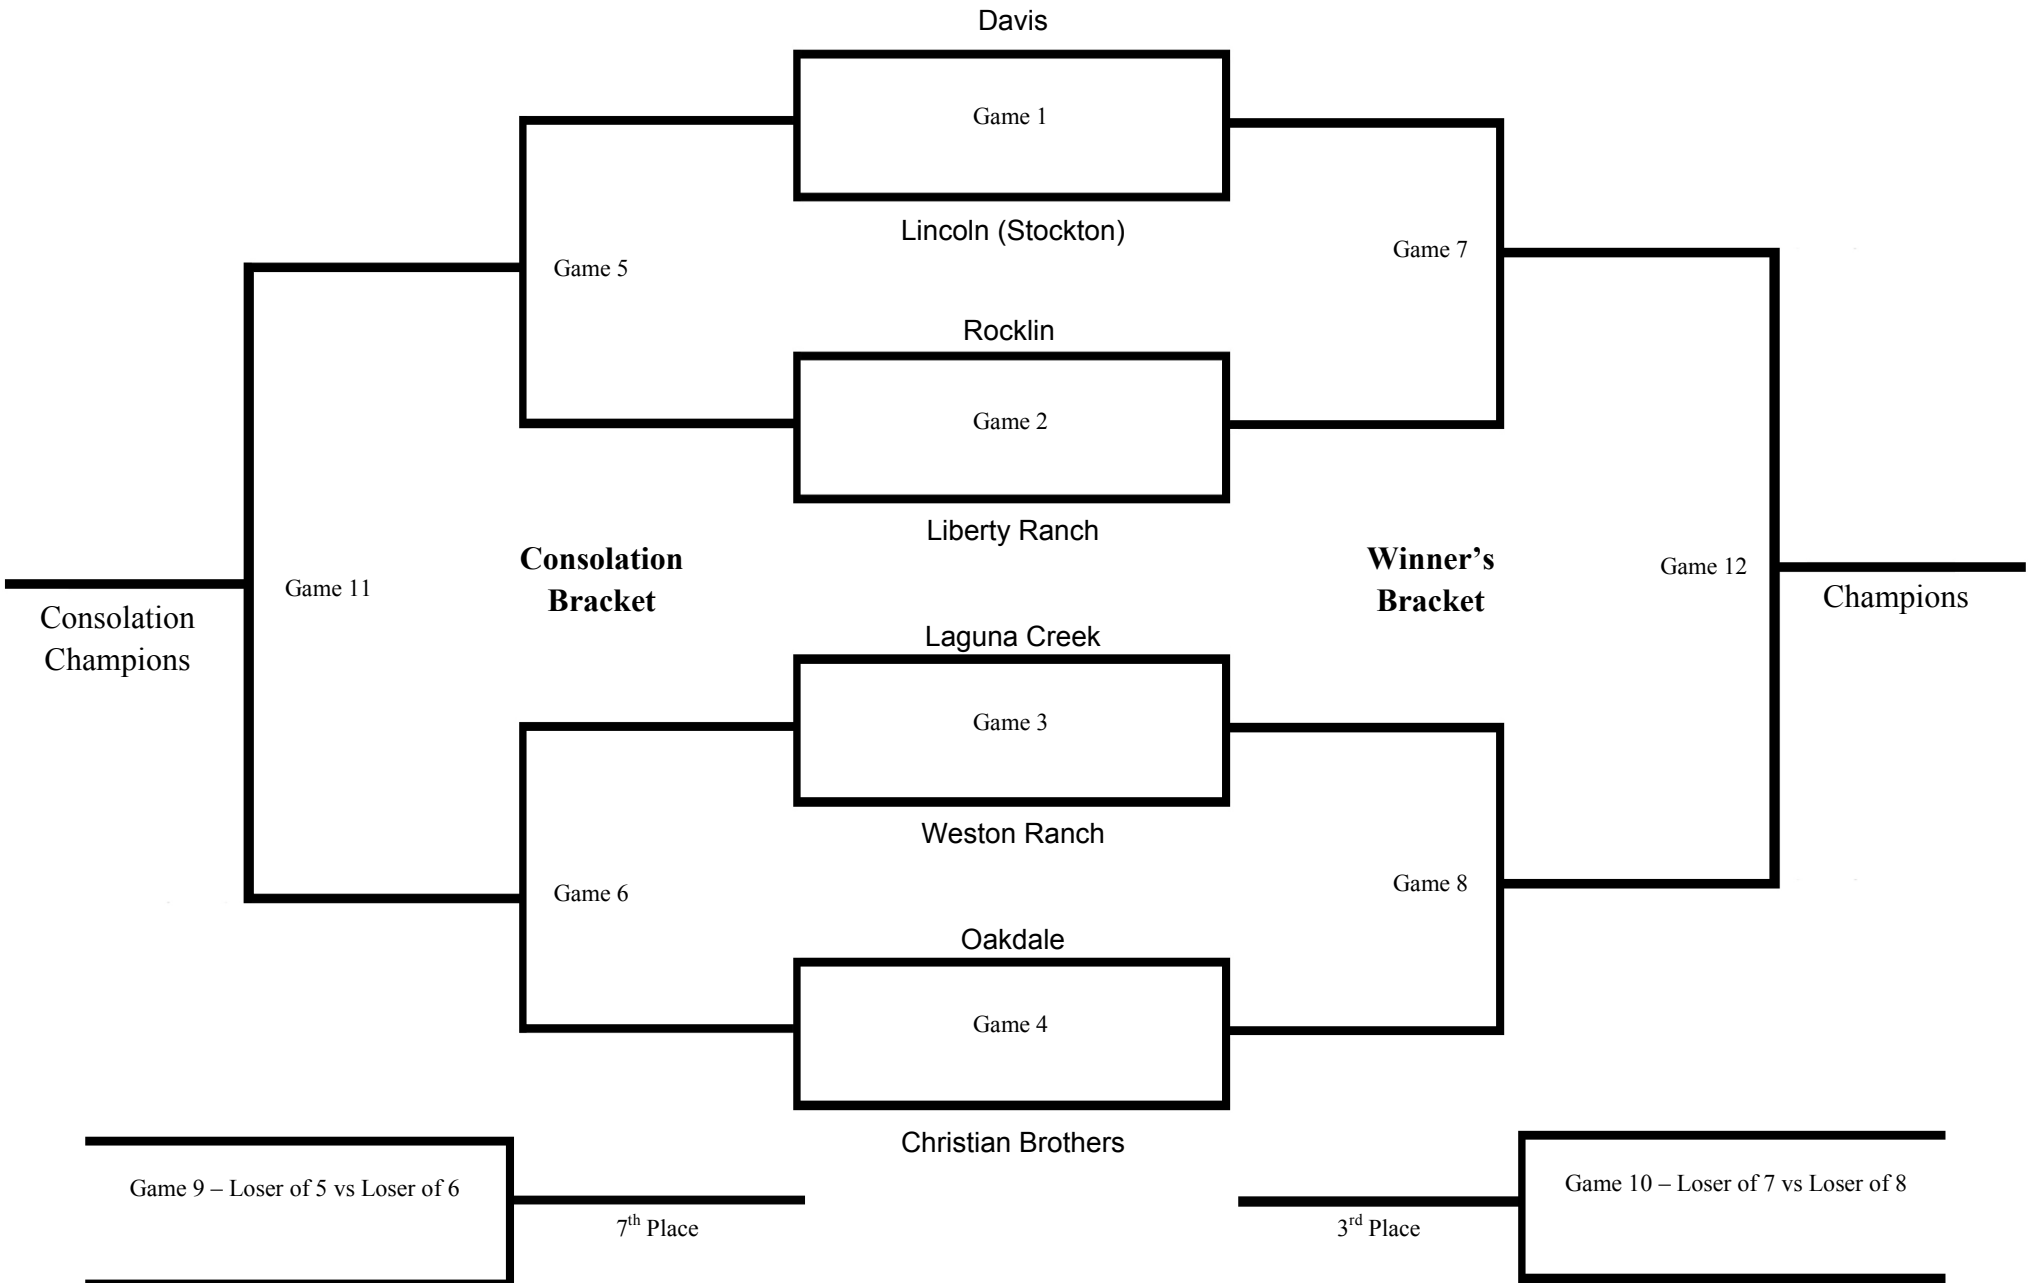 Davis
Game 1
Lincoln (Stockton)
Game 5
Game 7
Rocklin
Game 2
Liberty Ranch
Consolation
Bracket
Winner’s
Bracket
Game 11
Game 12
Consolation
Champions
Champions
Laguna Creek
Game 3
Weston Ranch
Game 6
Game 8
Oakdale
Game 4
Christian Brothers
Game 9 – Loser of 5 vs Loser of 6
7th Place
Game 10 – Loser of 7 vs Loser of 8
3rd Place